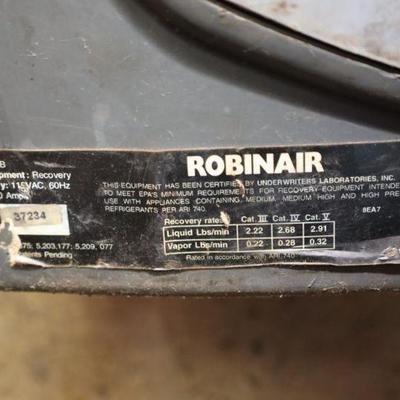 B
ROBINAIR
pment: Recovery
y: 115VAC, 60Hz
0 Amp
THIS EQUIPMENT HAS BEEN CERTIFIED BY UNDERWRITERS LABORATORIES, INC.
TO MEET EPA'S MINIMUM REQUIREMENTS FOR RECOVERY EQUIPMENT INTENDE
USE WITH APPLIANCES CONTAINING, MEDIUM, MEDIUM HIGH AND HIGH PRE
REFRIGERANTS PER ARI 740.
8EA7
37234
Recovery rates: Cat. III Cat. IV Cat. V
Liquid Lbs/min 2.22 2.68 2.91
Vapor Lbs/min 0.22 0.28 0.32
Rated in accordance with ARI 740
75; 5,203,177; 5,209, 077
ents Pending